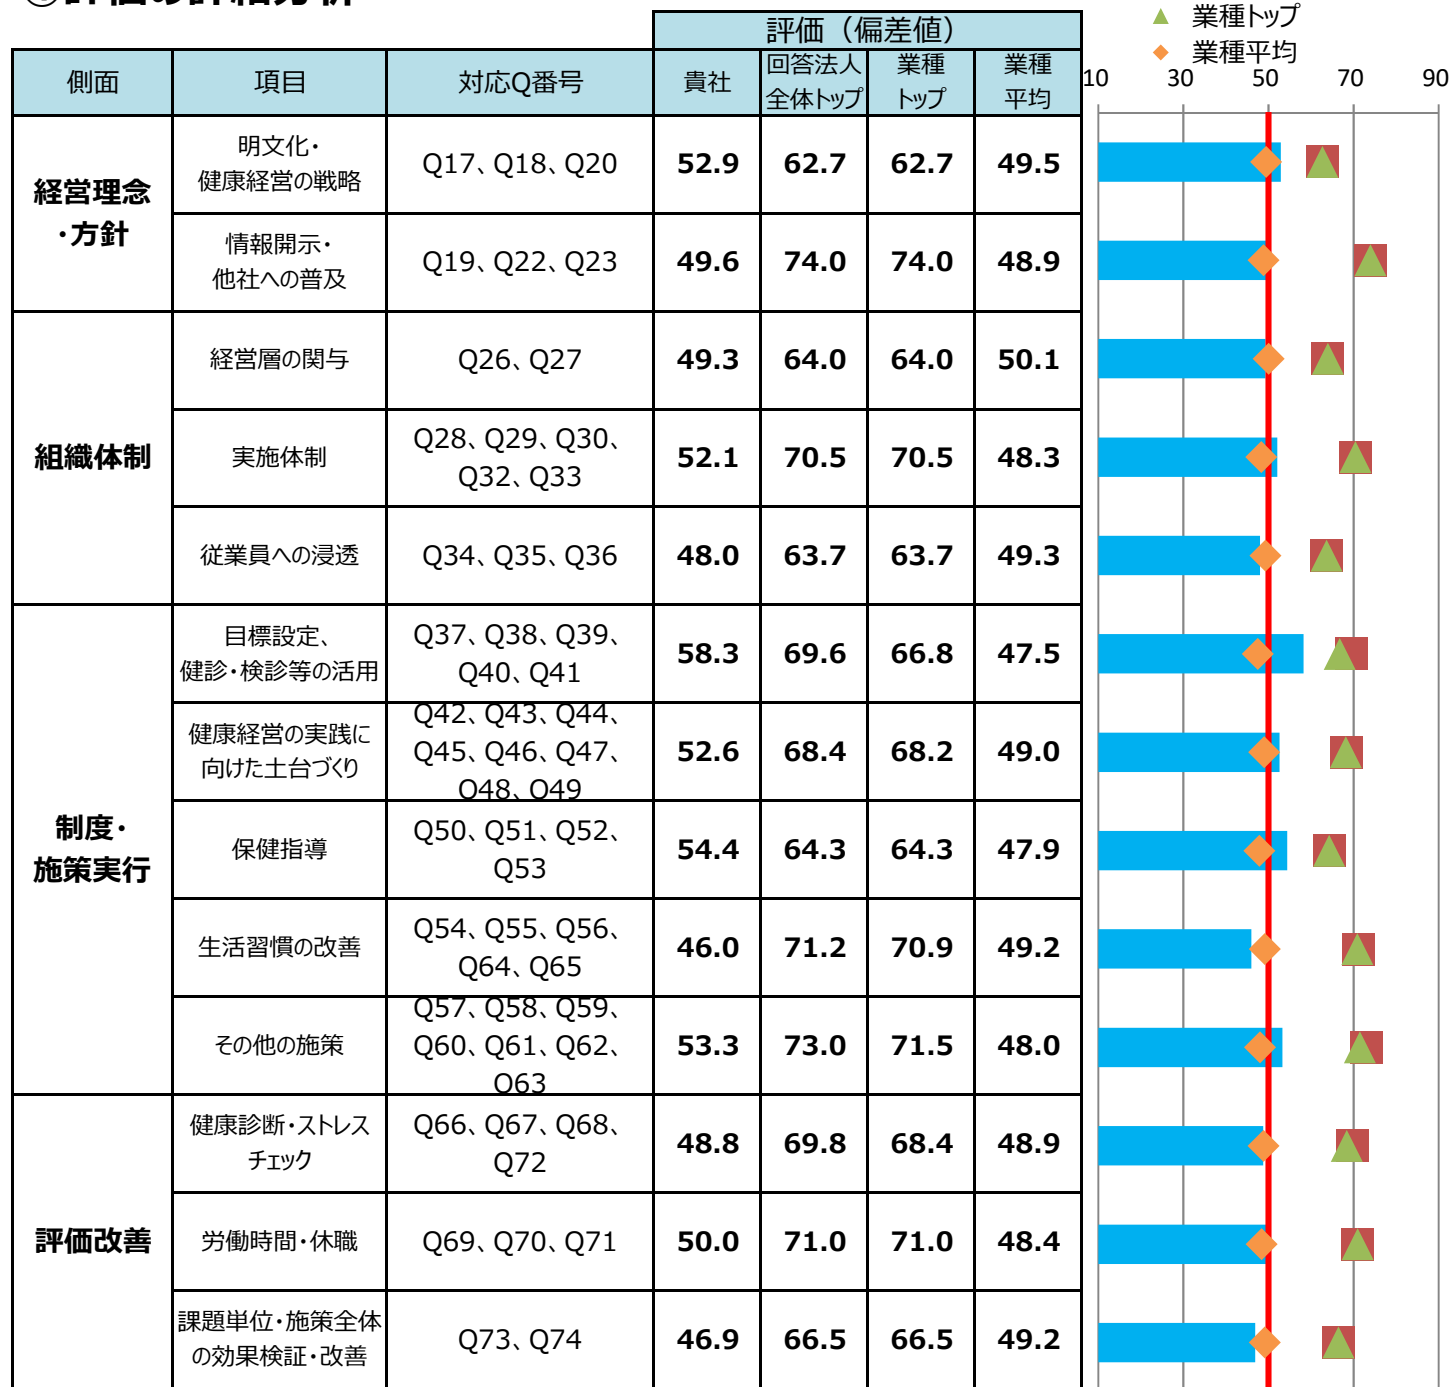 評価（偏差値）
▲ 業種トップ
◆ 業種平均
側面 項目 対応Q番号 貴社 回答法人 業種 業種
全体トップ トップ 平均
10 30 50 70 90
経営理念
・方針
明文化・
健康経営の戦略
Q17、Q18、Q20 52.9 62.7 62.7 49.5
情報開示・
他社への普及
Q19、Q22、Q23 49.6 74.0 74.0 48.9
組織体制
経営層の関与 Q26、Q27 49.3 64.0 64.0 50.1
実施体制
Q28、Q29、Q30、
Q32、Q33
52.1 70.5 70.5 48.3
従業員への浸透 Q34、Q35、Q36 48.0 63.7 63.7 49.3
制度・
施策実行
目標設定、
健診・検診等の活用
Q37、Q38、Q39、
Q40、Q41
58.3 69.6 66.8 47.5
健康経営の実践に
向けた土台づくり
Q42、Q43、Q44、
Q45、Q46、Q47、
Q48、Q49
52.6 68.4 68.2 49.0
保健指導
Q50、Q51、Q52、
Q53
54.4 64.3 64.3 47.9
生活習慣の改善
Q54、Q55、Q56、
Q64、Q65
46.0 71.2 70.9 49.2
その他の施策
Q57、Q58、Q59、
Q60、Q61、Q62、
Q63
53.3 73.0 71.5 48.0
評価改善
健康診断・ストレス
チェック
Q66、Q67、Q68、
Q72
48.8 69.8 68.4 48.9
労働時間・休職 Q69、Q70、Q71 50.0 71.0 71.0 48.4
課題単位・施策全体
の効果検証・改善
Q73、Q74 46.9 66.5 66.5 49.2